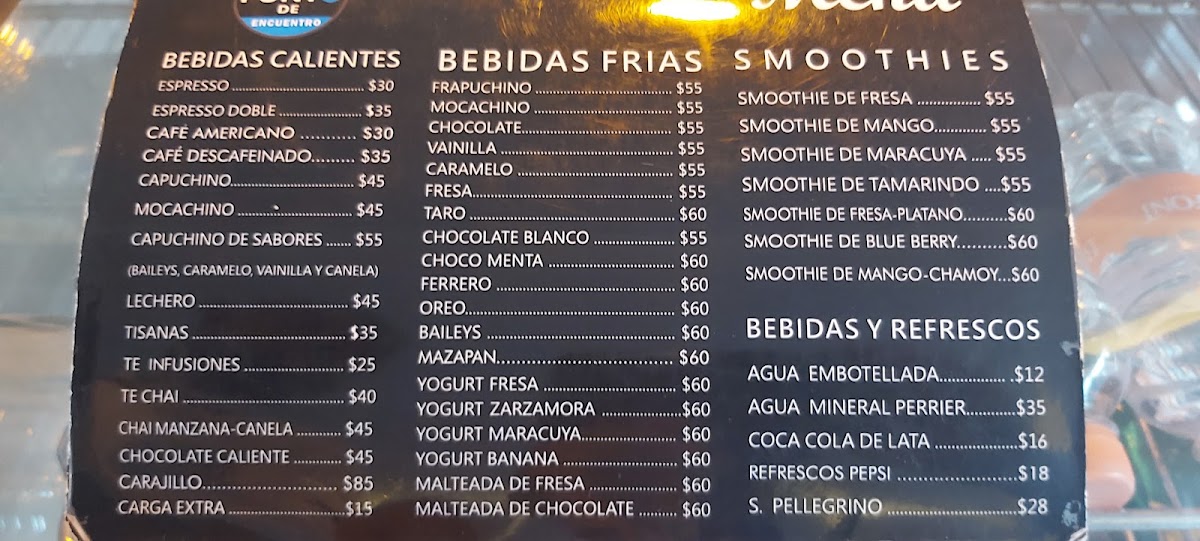 DE
ENCUENTRO
Menú
BEBIDAS CALIENTES
ESPRESSO $30
ESPRESSO DOBLE $35
CAFÉ AMERICANO $30
CAFÉ DESCAFEINADO $35
CAPUCHINO $45
MOCACHINO $45
CAPUCHINO DE SABORES $55
(BAILEYS, CARAMELO, VAINILLA Y CANELA)
LECHERO $45
TISANAS $35
TE INFUSIONES $25
TE CHAI $40
CHAI MANZANA-CANELA $45
CHOCOLATE CALIENTE $45
CARAJILLO $85
CARGA EXTRA $15
BEBIDAS FRIAS
FRAPUCHINO $55
MOCACHINO $55
CHOCOLATE $55
VAINILLA $55
CARAMELO $55
FRESA $55
TARO $60
CHOCOLATE BLANCO $55
CHOCO MENTA $60
FERRERO $60
OREO $60
BAILEYS $60
MAZAPAN $60
YOGURT FRESA $60
YOGURT ZARZAMORA $60
YOGURT MARACUYA $60
YOGURT BANANA $60
MALTEADA DE FRESA $60
MALTEADA DE CHOCOLATE $60
SMOOTHIES
SMOOTHIE DE FRESA $55
SMOOTHIE DE MANGO $55
SMOOTHIE DE MARACUYA $55
SMOOTHIE DE TAMARINDO $55
SMOOTHIE DE FRESA-PLATANO $60
SMOOTHIE DE BLUE BERRY $60
SMOOTHIE DE MANGO-CHAMOY $60
BEBIDAS Y REFRESCOS
AGUA EMBOTELLADA $12
AGUA MINERAL PERRIER $35
COCA COLA DE LATA $16
REFRESCOS PEPSI $18
S. PELLEGRINO $28